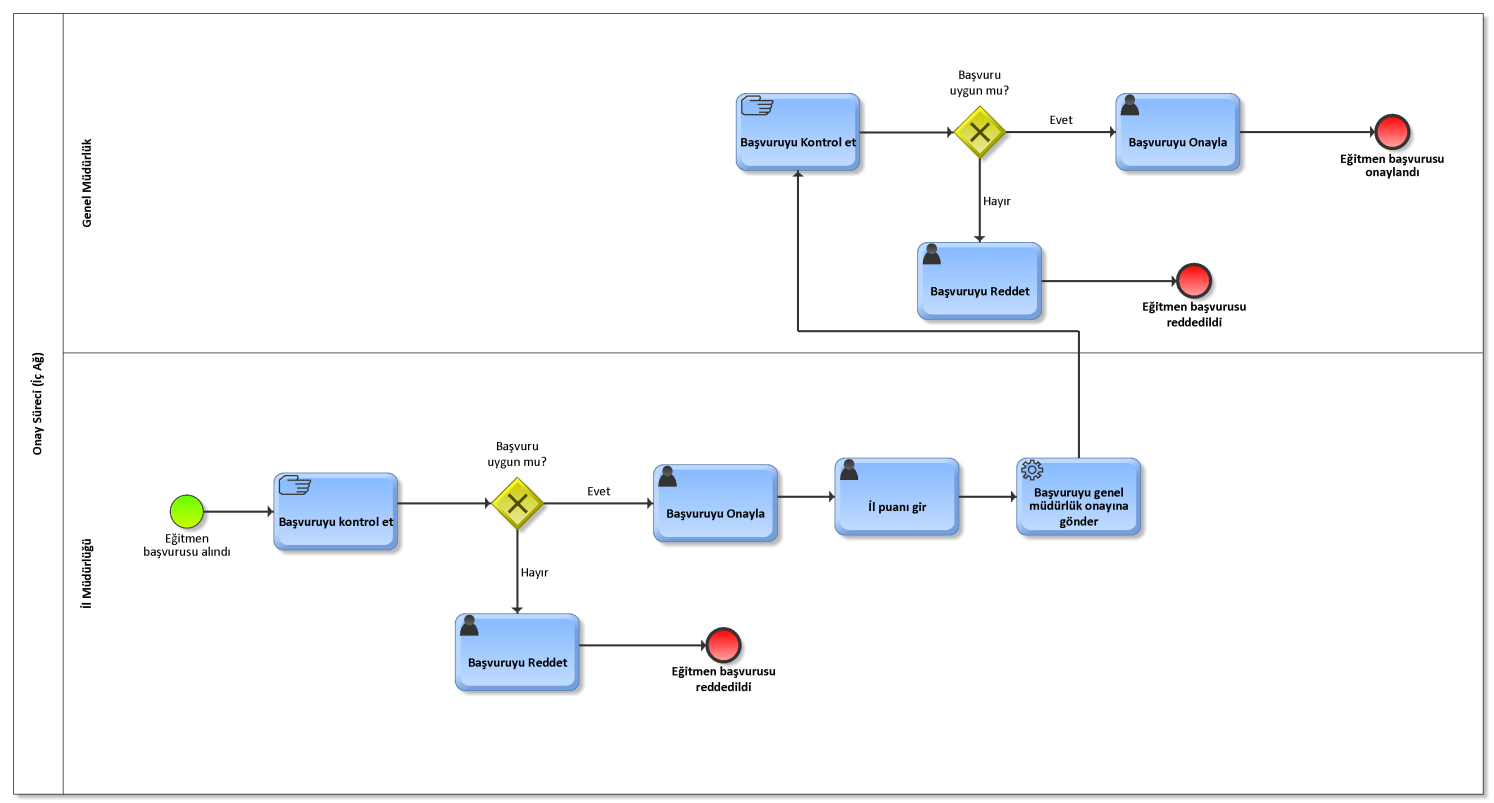 Onay Süreci (İç Ağ)
Genel Müdürlük
Başvuruyu Kontrol et
Başvuru
uygun mu?
Evet
Başvuruyu Onayla
Eğitmen başvurusu
onaylandı
Hayır
Başvuruyu Reddet
Eğitmen başvurusu
reddedildi
İl Müdürlüğü
Eğitmen
başvurusu alındı
Başvuruyu kontrol et
Başvuru
uygun mu?
Evet
Başvuruyu Onayla
İl puanı gir
Başvuruyu genel
müdürlük onayına
gönder
Hayır
Başvuruyu Reddet
Eğitmen başvurusu
reddedildi